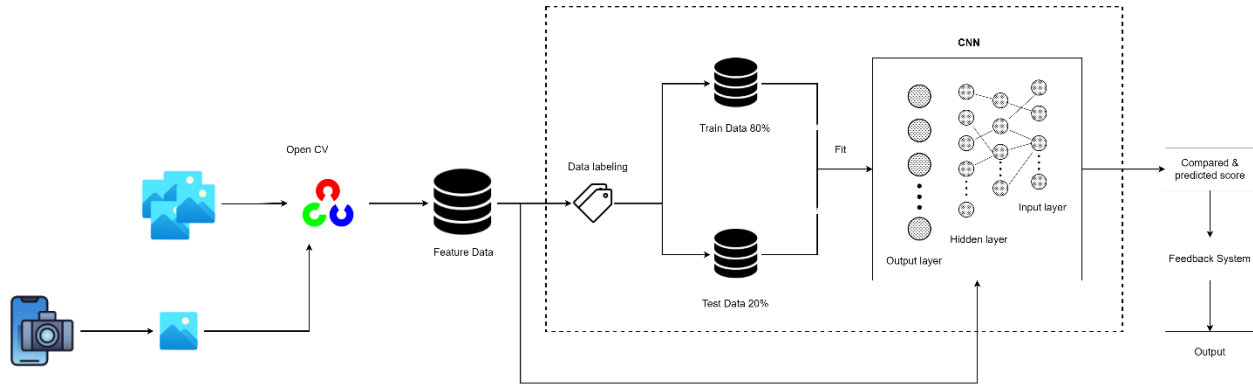 CNN
Open CV
Train Data 80%
Fit
Data labeling
Compared &
predicted score
Input layer
Hidden layer
Feature Data
Output layer
Feedback System
Test Data 20%
Output